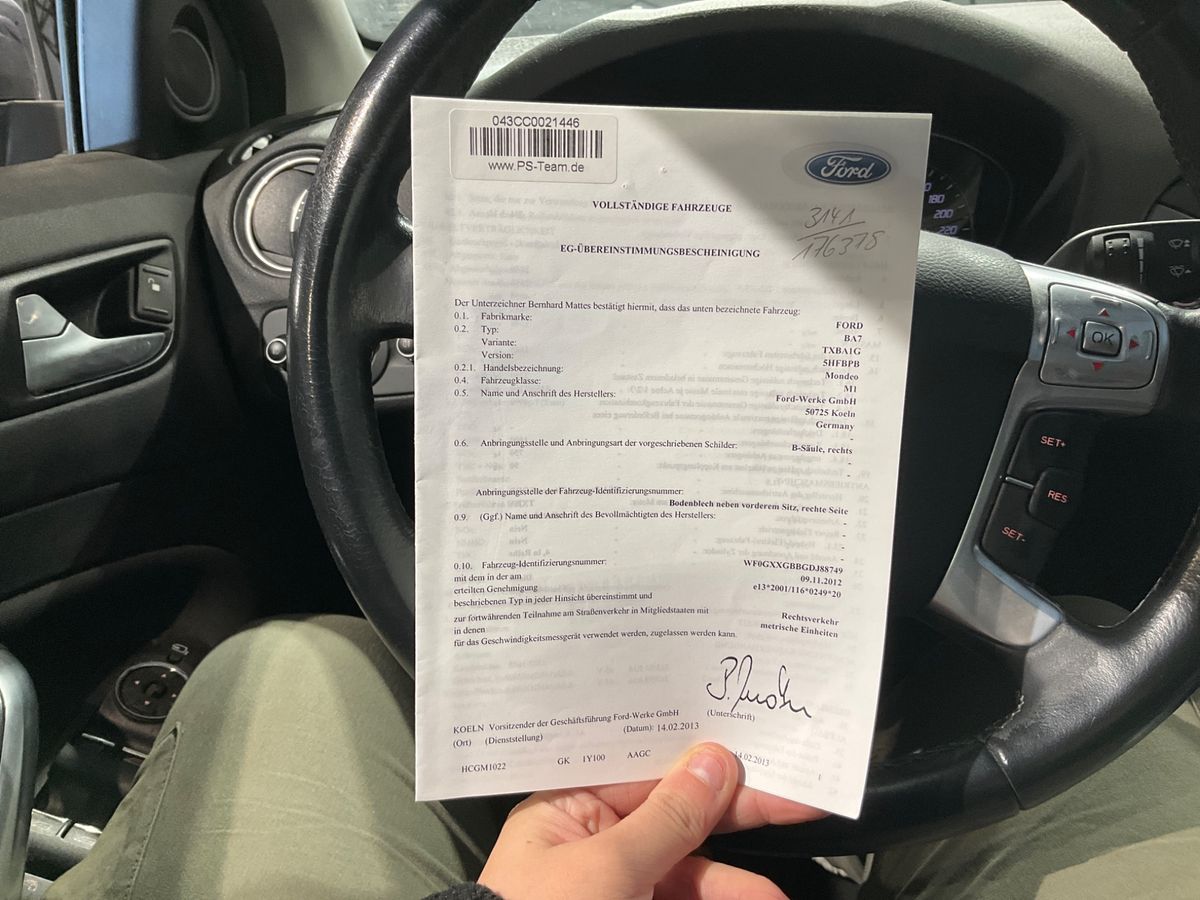 043CC0021446
www.PS-Team.de
Ford
VOLLSTÄNDIGE FAHRZEUGE
3141
176378
EG-ÜBEREINSTIMMUNGSBESCHEINIGUNG
Der Unterzeichner Bernhard Mattes bestätigt hiermit, dass das unten bezeichnete Fahrzeug:
0.1. Fabrikmarke: FORD
0.2. Typ: BA7
Variante: TXBA1G
Version: 5HFBPB
0.2.1. Handelsbezeichnung: Mondeo
0.4. Fahrzeugklasse: M1
0.5. Name und Anschrift des Herstellers: Ford-Werke GmbH
50725 Koeln
Germany
-
0.6. Anbringungsstelle und Anbringungsart der vorgeschriebenen Schilder: B-Säule, rechts
-
-
Anbringungsstelle der Fahrzeug-Identifizierungsnummer:
Bodenblech neben vorderem Sitz, rechte Seite
0.9. (Ggf.) Name und Anschrift des Bevollmächtigten des Herstellers: -
-
-
-
0.10. Fahrzeug-Identifizierungsnummer: WF0GXXGBBGDJ88749
mit dem in der am 09.11.2012
erteilten Genehmigung e13*2001/116*0249*20
beschriebenen Typ in jeder Hinsicht übereinstimmt und
zur fortwährenden Teilnahme am Straßenverkehr in Mitgliedstaaten mit Rechtsverkehr
in denen metrische Einheiten
für das Geschwindigkeitsmessgerät verwendet werden, zugelassen werden kann.
KOELN Vorsitzender der Geschäftsführung Ford-Werke GmbH (Unterschrift)
(Ort) (Dienststellung) (Datum): 14.02.2013
HCGM1022 GK 1Y100 AAGC 14.02.2013 1
180
200
220
OK
SET+
RES
SET-